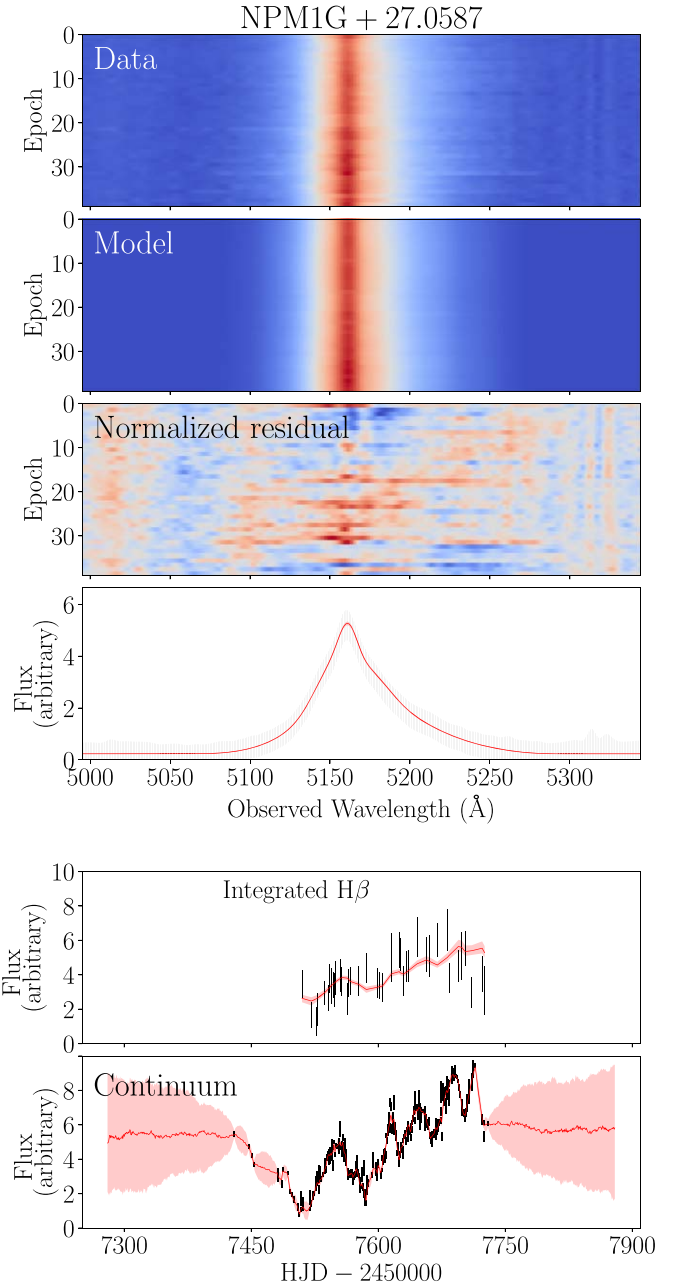 NPM1G + 27.0587
0
Data
10
Epoch
20
30
0
Model
10
Epoch
20
30
0
Normalized residual
10
Epoch
20
30
6
Flux
(arbitrary)
4
2
0
5000 5050 5100 5150 5200 5250 5300
Observed Wavelength (Å)
10
Integrated Hβ
8
Flux
(arbitrary)
6
4
2
0
Continuum
8
Flux
(arbitrary)
6
4
2
0
7300 7450 7600 7750 7900
HJD − 2450000